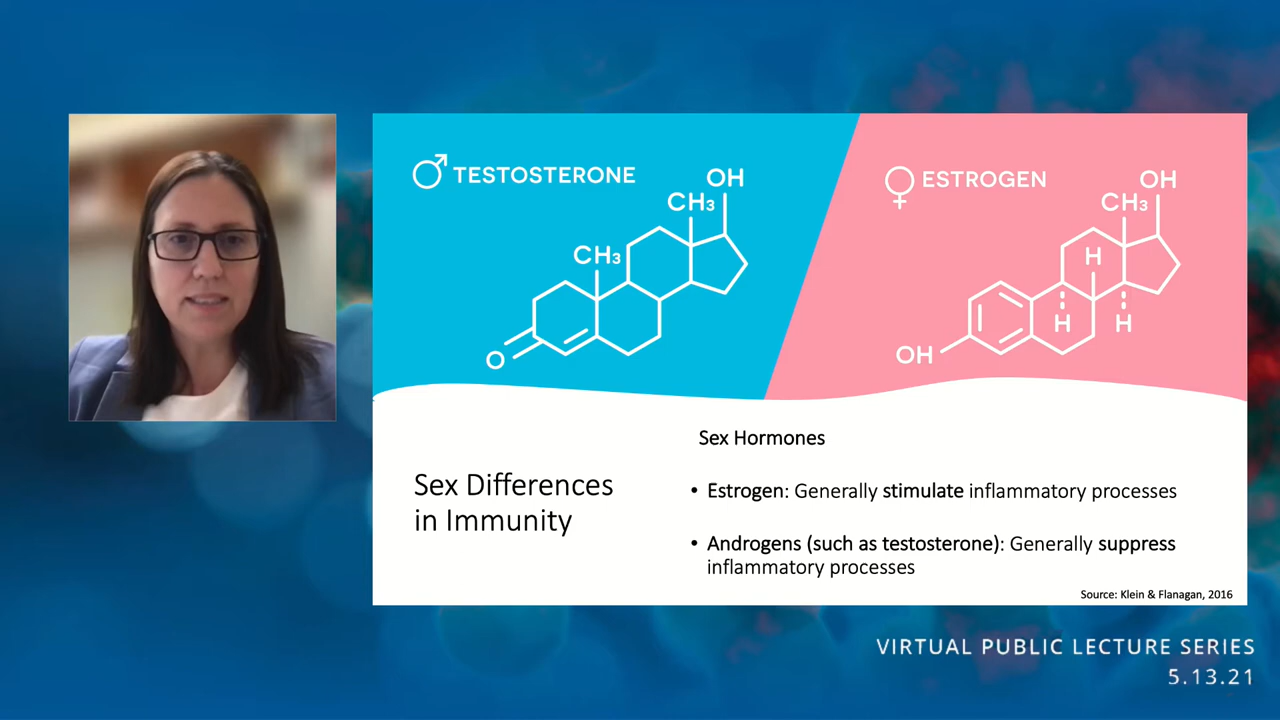 TESTOSTERONE
OH
CH₃
CH₃
O
ESTROGEN
OH
CH₃
H
H
H
OH
Sex Differences
in Immunity
Sex Hormones
• Estrogen: Generally stimulate inflammatory processes
• Androgens (such as testosterone): Generally suppress
inflammatory processes
Source: Klein & Flanagan, 2016
VIRTUAL PUBLIC LECTURE SERIES
5.13.21